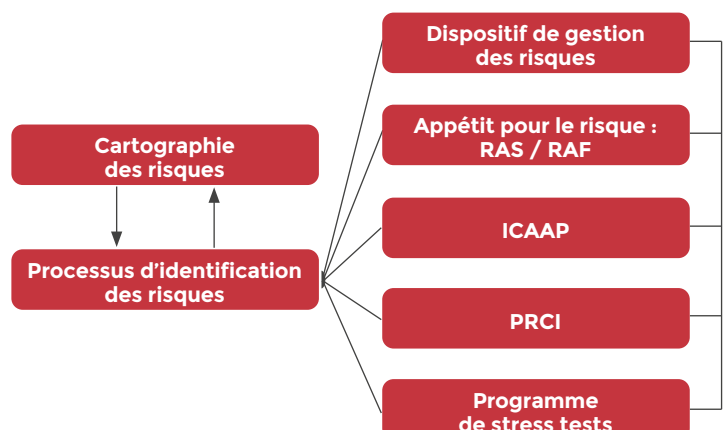 Cartographie
des risques
Processus d'identification
des risques
Dispositif de gestion
des risques
Appétit pour le risque :
RAS / RAF
ICAAP
PRCI
Programme
de stress tests